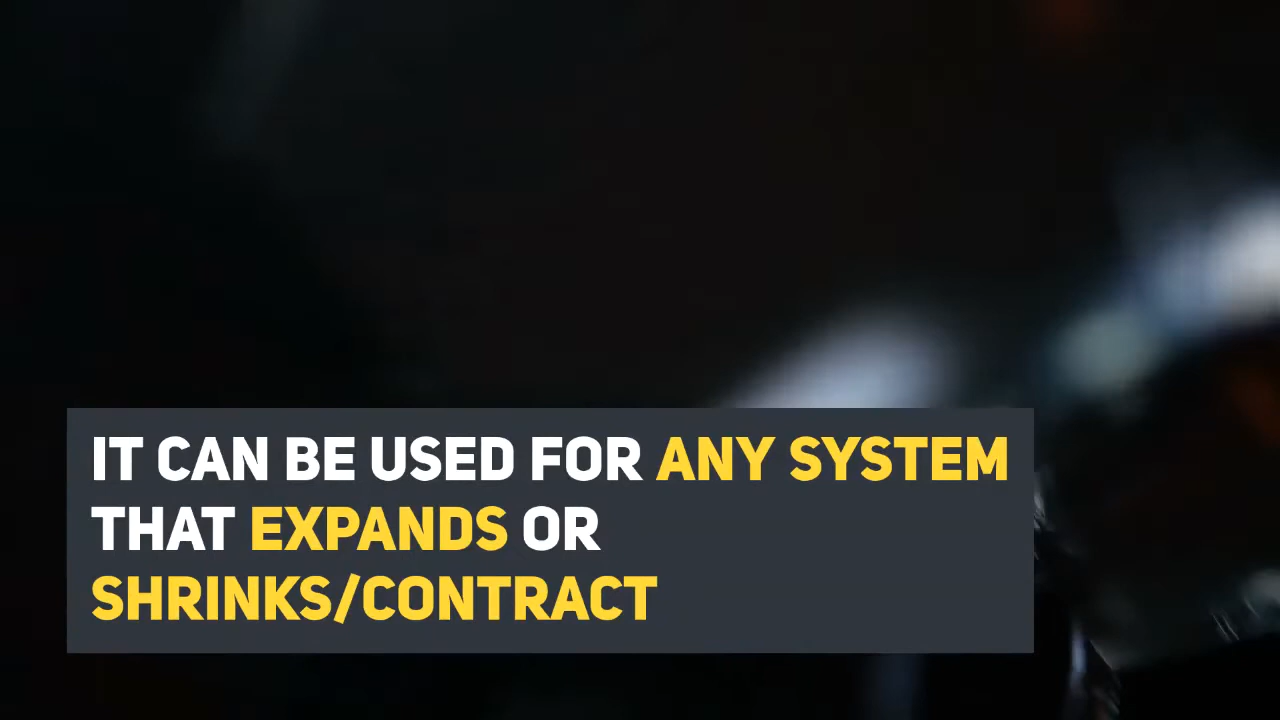 IT CAN BE USED FOR ANY SYSTEM
THAT EXPANDS OR
SHRINKS/CONTRACT